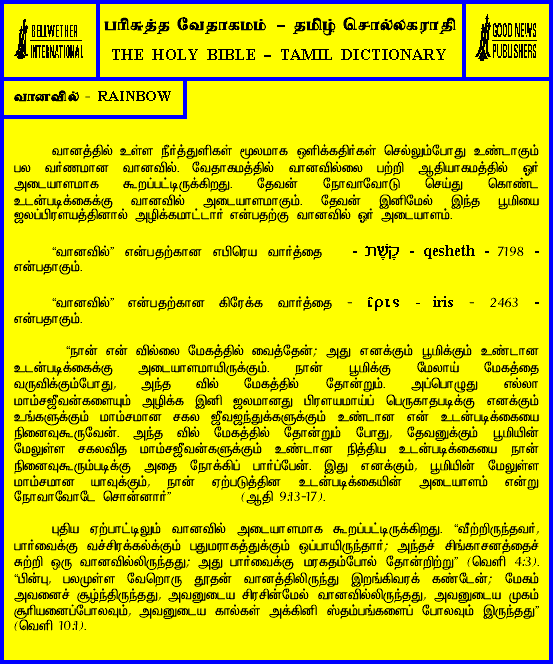 BELLWETHER
INTERNATIONAL
பரிசுத்த வேதாகமம் – தமிழ் சொல்லகராதி
THE HOLY BIBLE – TAMIL DICTIONARY
GOOD NEWS
PUBLISHERS
வானவில் - RAINBOW
வானத்தில் உள்ள நீர்த்துளிகள் மூலமாக ஒளிக்கதிர்கள் செல்லும்போது உண்டாகும்
பல வர்ணமான வானவில். வேதாகமத்தில் வானவில்லை பற்றி ஆதியாகமத்தில் ஓர்
அடையாளமாக கூறப்பட்டிருக்கிறது. தேவன் நோவாவோடு செய்து கொண்ட
உடன்படிக்கைக்கு வானவில் அடையாளமாகும். தேவன் இனிமேல் இந்த பூமியை
ஜலப்பிரளயத்தினால் அழிக்கமாட்டார் என்பதற்கு வானவில் ஓர் அடையாளம்.
“வானவில்” என்பதற்கான எபிரெய வார்த்தை - קֶשֶׁת - qesheth - 7198 -
என்பதாகும்.
“வானவில்” என்பதற்கான கிரேக்க வார்த்தை - ἶρις - iris - 2463 -
என்பதாகும்.
“நான் என் வில்லை மேகத்தில் வைத்தேன்; அது எனக்கும் பூமிக்கும் உண்டான
உடன்படிக்கைக்கு அடையாளமாயிருக்கும். நான் பூமிக்கு மேலாய் மேகத்தை
வருவிக்கும்போது, அந்த வில் மேகத்தில் தோன்றும். அப்பொழுது எல்லா
மாம்சஜீவன்களையும் அழிக்க இனி ஜலமானது பிரளயமாய்ப் பெருகாதபடிக்கு எனக்கும்
உங்களுக்கும் மாம்சமான சகல ஜீவஜந்துக்களுக்கும் உண்டான என் உடன்படிக்கையை
நினைவுகூருவேன். அந்த வில் மேகத்தில் தோன்றும் போது, தேவனுக்கும் பூமியின்
மேலுள்ள சகலவித மாம்சஜீவன்களுக்கும் உண்டான நித்திய உடன்படிக்கையை நான்
நினைவுகூரும்படிக்கு அதை நோக்கிப் பார்ப்பேன். இது எனக்கும், பூமியின் மேலுள்ள
மாம்சமான யாவுக்கும், நான் ஏற்படுத்தின உடன்படிக்கையின் அடையாளம் என்று
நோவாவோடே சொன்னார்” (ஆதி 9:13-17).
புதிய ஏற்பாட்டிலும் வானவில் அடையாளமாக கூறப்பட்டிருக்கிறது. “வீற்றிருந்தவர்,
பார்வைக்கு வச்சிரக்கல்க்கும் பதுமராகத்துக்கும் ஒப்பாயிருந்தார்; அந்தச் சிங்காசனத்தைச்
சுற்றி ஒரு வானவில்லிருந்தது; அது பார்வைக்கு மரகதம்போல் தோன்றிற்று” (வெளி 4:3).
“பின்பு, பலமுள்ள வேறொரு தூதன் வானத்திலிருந்து இறங்கிவரக் கண்டேன்; மேகம்
அவனைச் சூழ்ந்திருந்தது, அவனுடைய சிரசின்மேல் வானவில்லிருந்தது, அவனுடைய முகம்
சூரியனைப்போலவும், அவனுடைய கால்கள் அக்கினி ஸ்தம்பங்களைப் போலவும் இருந்தது”
(வெளி 10:1).